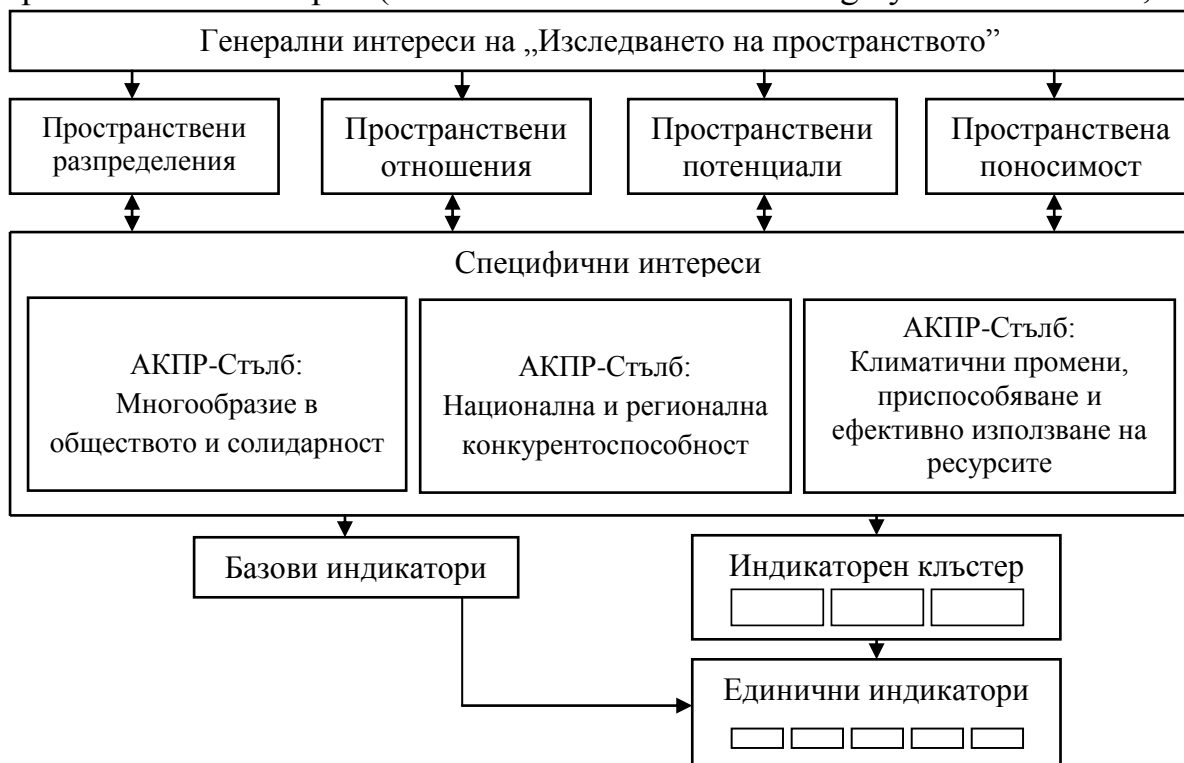 Генерални интереси на „Изследването на пространството”
Пространствени
разпределения
Пространствени
отношения
Пространствени
потенциали
Пространствена
поносимост
Специфични интереси
АКПР-Стълб:
Многообразие в
обществото и солидарност
АКПР-Стълб:
Национална и регионална
конкурентоспособност
АКПР-Стълб:
Климатични промени,
приспособяване и
ефективно използване на
ресурсите
Базови индикатори
Индикаторен клъстер
Единични индикатори